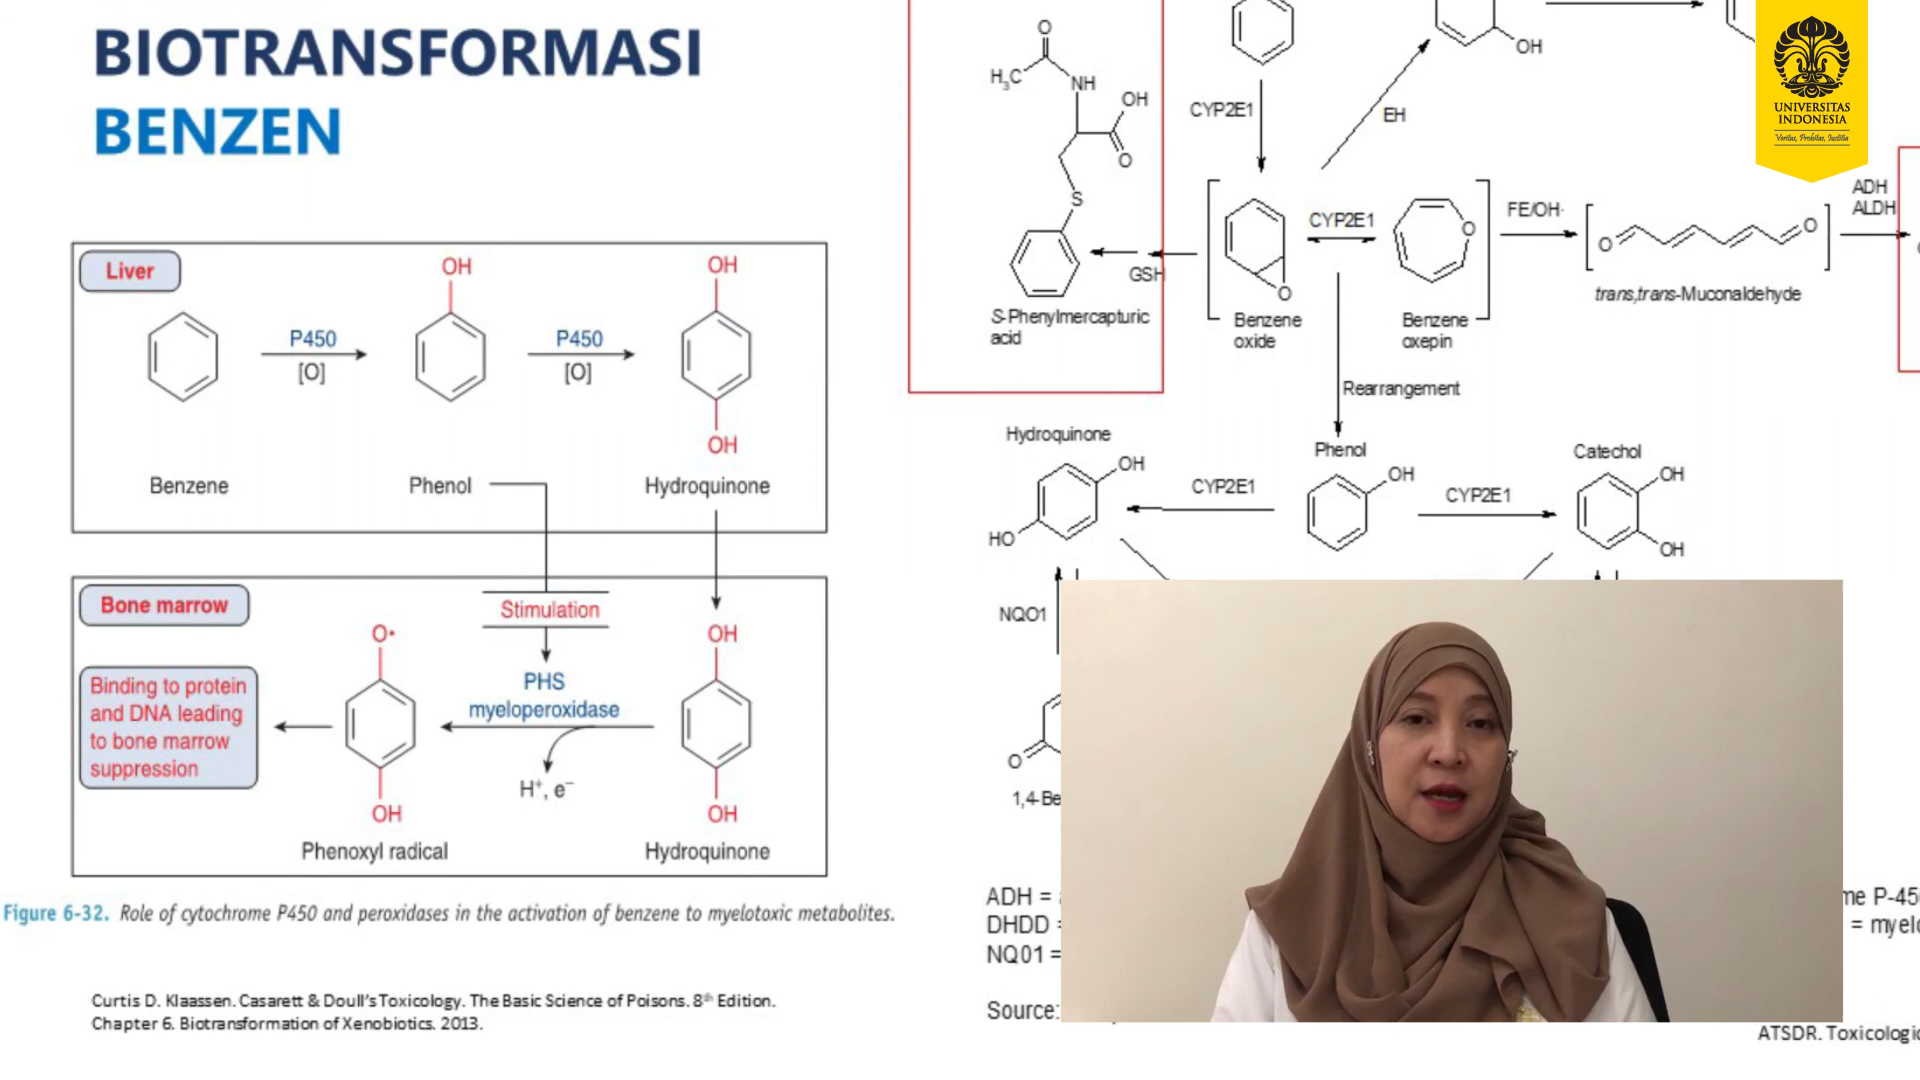 BIOTRANSFORMASI
BENZEN
Liver
OH
OH
P450
[O]
P450
[O]
OH
Benzene
Phenol
Hydroquinone
Bone marrow
Stimulation
O•
OH
Binding to protein
and DNA leading
to bone marrow
suppression
PHS
myeloperoxidase
H⁺, e⁻
OH
OH
Phenoxyl radical
Hydroquinone
Figure 6-32. Role of cytochrome P450 and peroxidases in the activation of benzene to myelotoxic metabolites.
Curtis D. Klaassen. Casarett & Doull's Toxicology. The Basic Science of Poisons. 8th Edition.
Chapter 6. Biotransformation of Xenobiotics. 2013.
O
H₃C
NH
OH
O
S
S-Phenylmercapturic
acid
GSH
CYP2E1
EH
OH
O
Benzene
oxide
CYP2E1
O
Benzene
oxepin
FE/OH·
O
O
trans,trans-Muconaldehyde
ADH
ALDH
Rearrangement
Hydroquinone
OH
HO
CYP2E1
Phenol
OH
CYP2E1
Catechol
OH
OH
NQO1
O
1,4-Be
ADH =
DHDD
NQ01 =
me P-45
= myelo
Source:
ATSDR. Toxicologic
UNIVERSITAS
INDONESIA
Veritas, Probitas, Justitia